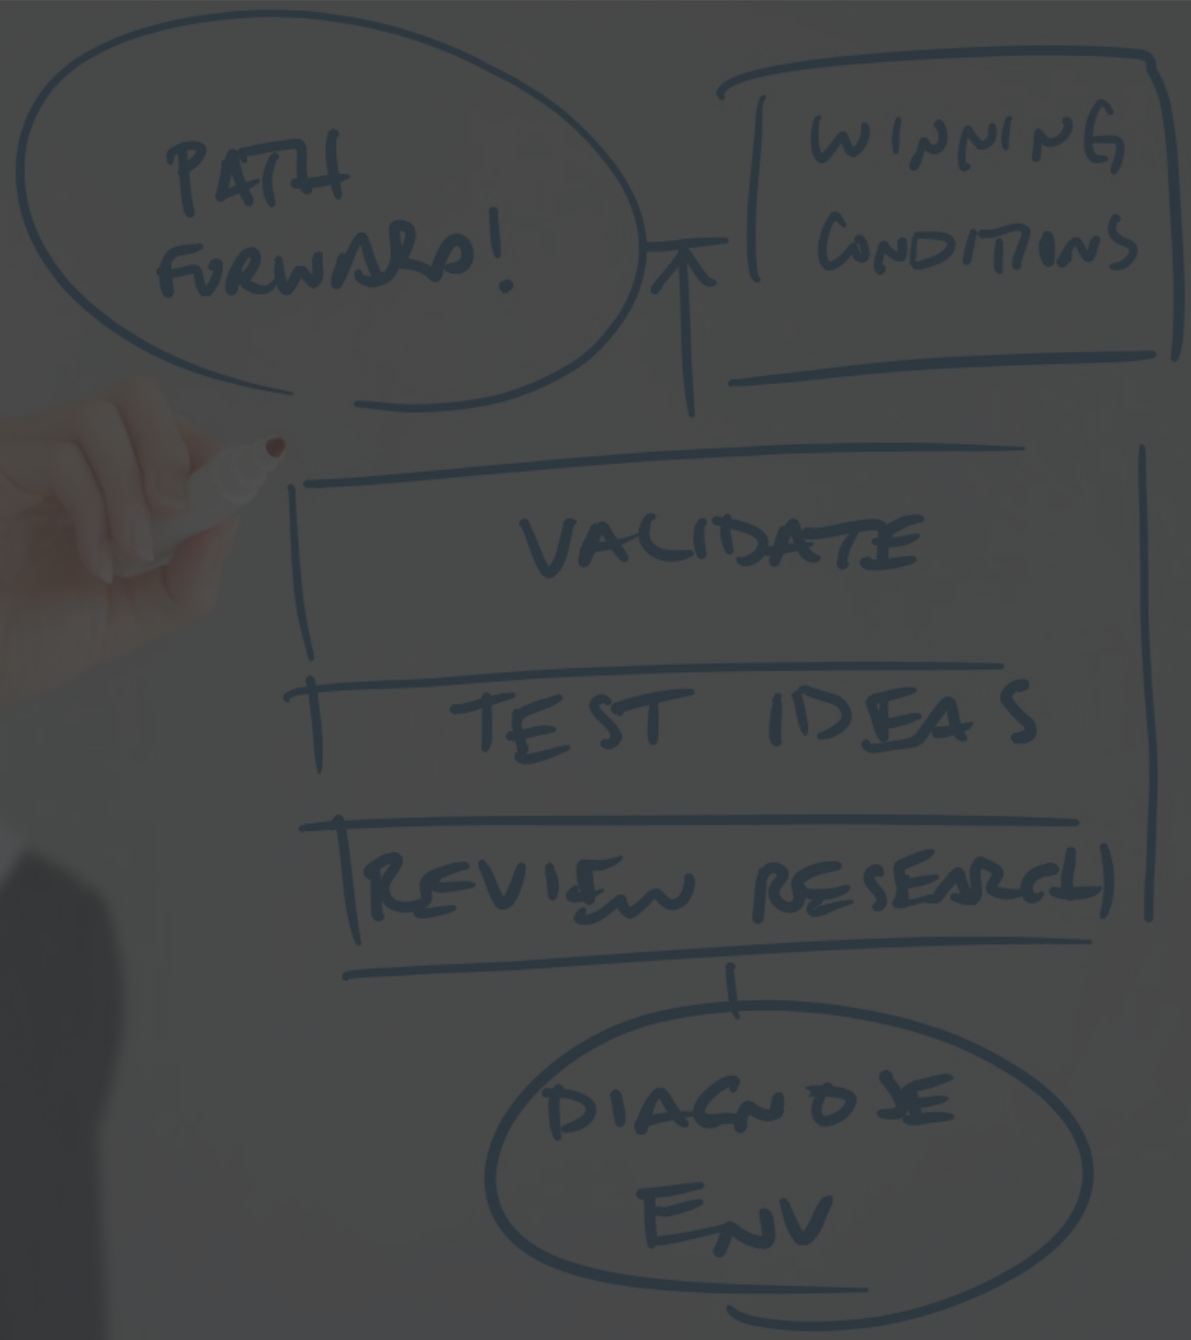 PATH
FORWARD!
WINNING
CONDITIONS
VALIDATE
TEST IDEAS
REVIEW RESEARCH
DIAGNOSE
ENV